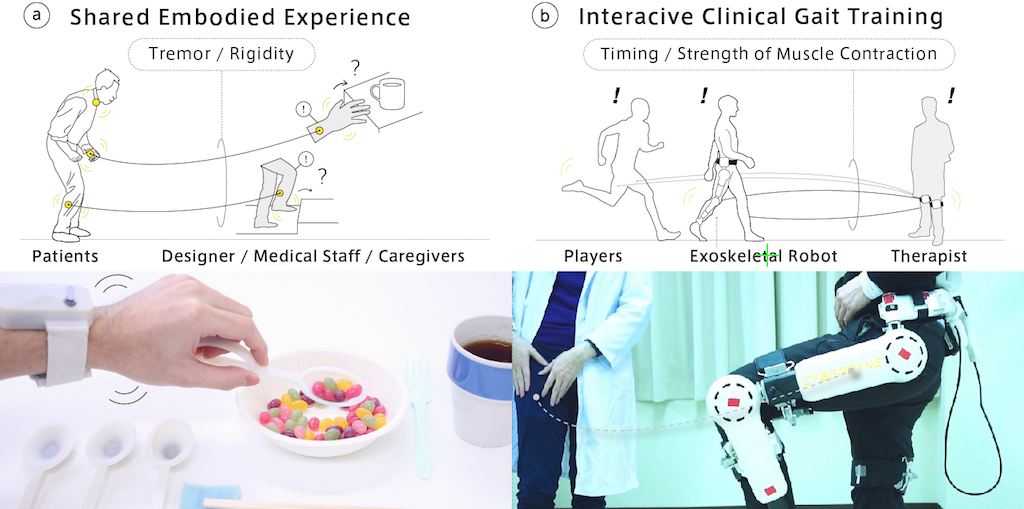 a Shared Embodied Experience
Tremor / Rigidity
?
!
!
?
Patients
Designer / Medical Staff / Caregivers
b Interacive Clinical Gait Training
Timing / Strength of Muscle Contraction
! ! !
Players
Exoskeletal Robot
Therapist
CYBERDYNE